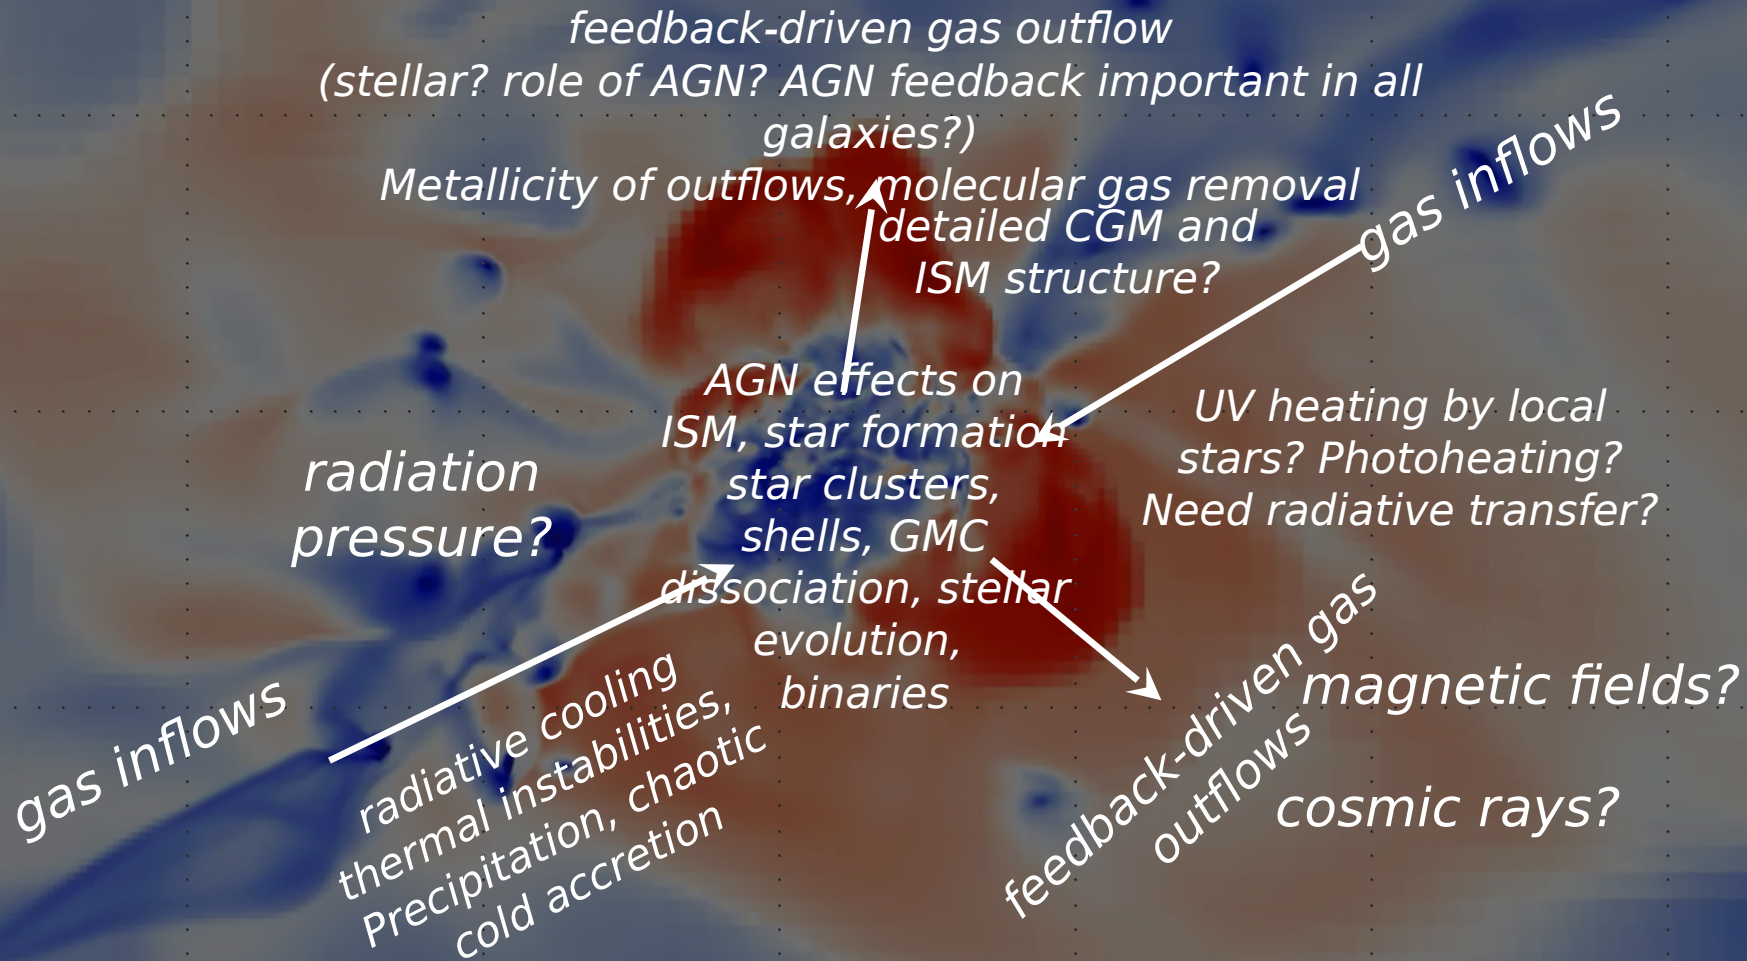 feedback-driven gas outflow
(stellar? role of AGN? AGN feedback important in all
galaxies?)
Metallicity of outflows, molecular gas removal
detailed CGM and
ISM structure?
gas inflows
AGN effects on
ISM, star formation
star clusters,
shells, GMC
dissociation, stellar
evolution,
binaries
UV heating by local
stars? Photoheating?
Need radiative transfer?
radiation
pressure?
gas inflows
radiative cooling
thermal instabilities,
Precipitation, chaotic
cold accretion
feedback-driven gas
outflows
magnetic fields?
cosmic rays?